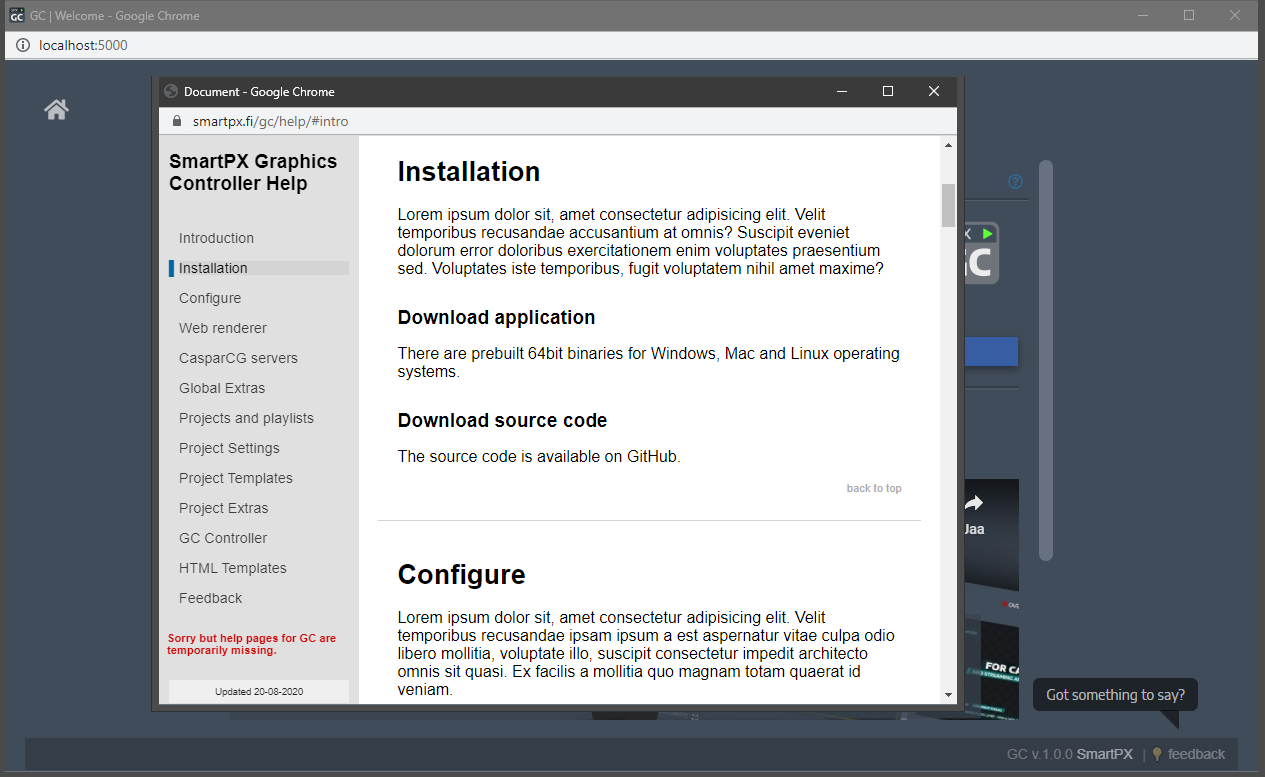 GC | Welcome - Google Chrome
localhost:5000
Document - Google Chrome
smartpx.fi/gc/help/#intro
SmartPX Graphics
Controller Help
Introduction
Installation
Configure
Web renderer
CasparCG servers
Global Extras
Projects and playlists
Project Settings
Project Templates
Project Extras
GC Controller
HTML Templates
Feedback
Sorry but help pages for GC are
temporarily missing.
Updated 20-08-2020
Installation
Lorem ipsum dolor sit, amet consectetur adipisicing elit. Velit
temporibus recusandae accusantium at omnis? Suscipit eveniet
dolorum error doloribus exercitationem enim voluptates praesentium
sed. Voluptates iste temporibus, fugit voluptatem nihil amet maxime?
Download application
There are prebuilt 64bit binaries for Windows, Mac and Linux operating
systems.
Download source code
The source code is available on GitHub.
back to top
Configure
Lorem ipsum dolor sit, amet consectetur adipisicing elit. Velit
temporibus recusandae ipsam ipsum a est aspernatur vitae culpa odio
libero mollitia, voluptate illo, suscipit consectetur impedit architecto
omnis sit quasi. Ex facilis a mollitia quo magnam totam quaerat id
veniam.
GC
Jaa
FOR CA
Got something to say?
GC v.1.0.0 SmartPX | feedback